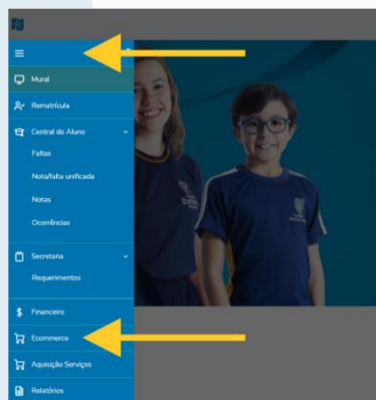 Mural
Rematrícula
Central do Aluno
Faltas
Nota/falta unificada
Notas
Ocorrências
Secretaria
Requerimentos
Financeiro
Ecommerce
Aquisição Serviços
Relatórios